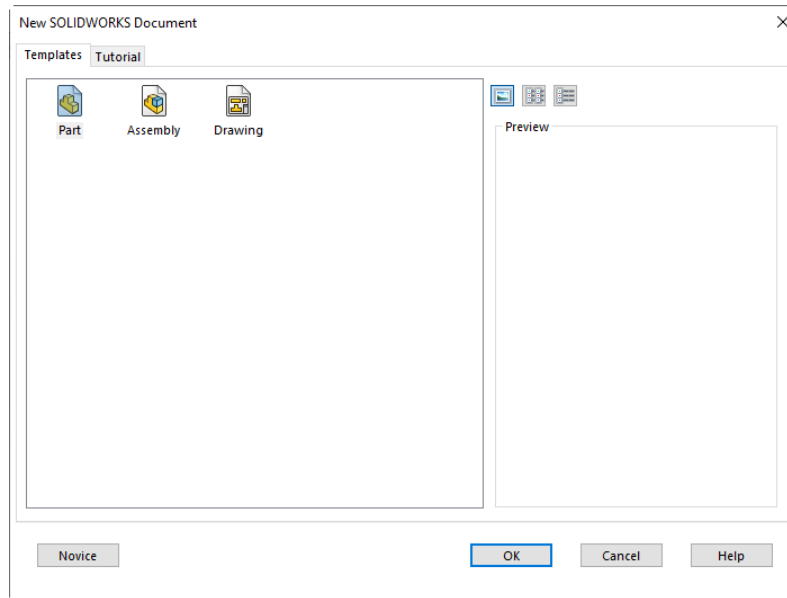 New SOLIDWORKS Document
Templates Tutorial
Part Assembly Drawing
Preview
Novice OK Cancel Help